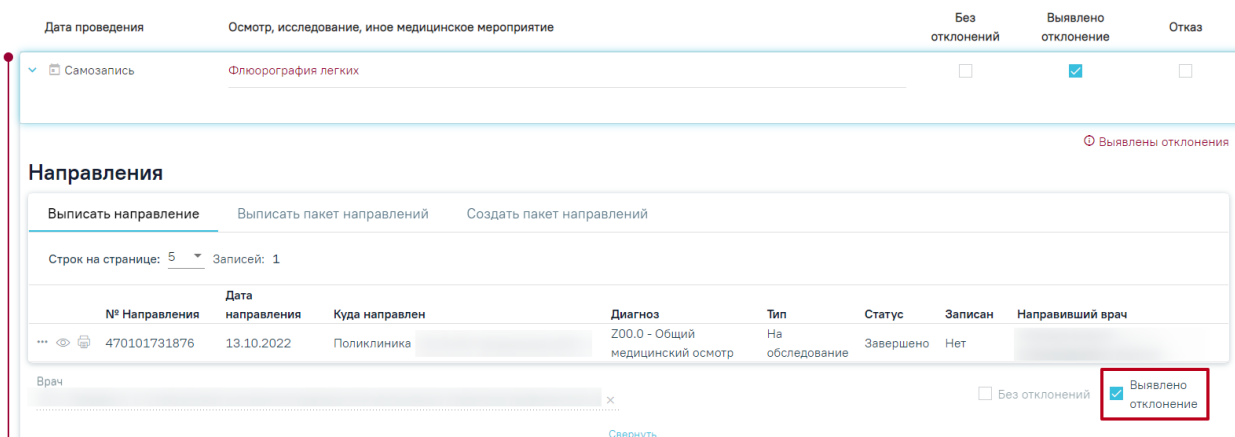 Дата проведения Осмотр, исследование, иное медицинское мероприятие Без отклонений Выявлено отклонение Отказ
Самозапись Флюорография легких
Выявлены отклонения
Направления
Выписать направление Выписать пакет направлений Создать пакет направлений
Строк на странице: 5 Записей: 1
№ Направления Дата направления Куда направлен Диагноз Тип Статус Записан Направивший врач
470101731876 13.10.2022 Поликлиника Z00.0 - Общий медицинский осмотр На обследование Завершено Нет
Врач
Без отклонений Выявлено отклонение
Свернуть